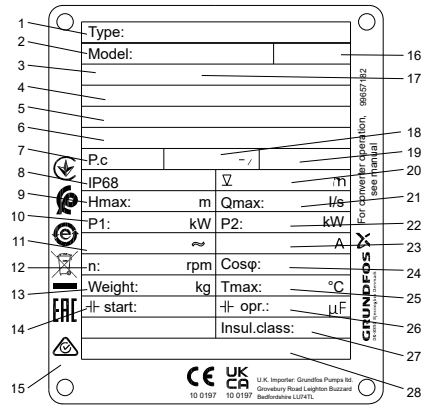 1 Type:
2 Model: 16
3 17
4
5
6
7 P.c 18
19
8 IP68 m 20
9 Hmax: m Qmax: l/s 21
10 P1: kW P2: kW 22
11 ≂ A 23
12 n: rpm Cosφ: 24
13 Weight: kg Tmax: °C 25
14 ⊣⊢ start: ⊣⊢ opr.: μF 26
Insul.class: 27
28
15
EAC
CE UKCA
10 0197 10 0197
U.K. Importer: Grundfos Pumps ltd.
Grovebury Road Leighton Buzzard
Bedfordshire LU74TL
For converter operation,
see manual
99657182
GRUNDFOS